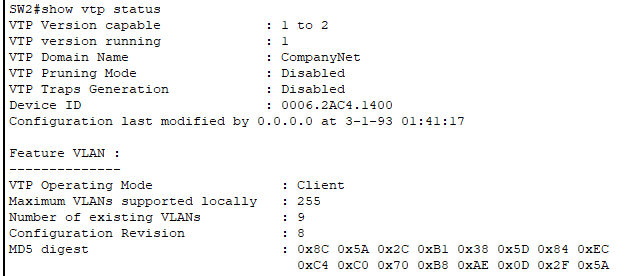 SW2#show vtp status
VTP Version capable : 1 to 2
VTP version running : 1
VTP Domain Name : CompanyNet
VTP Pruning Mode : Disabled
VTP Traps Generation : Disabled
Device ID : 0006.2AC4.1400
Configuration last modified by 0.0.0.0 at 3-1-93 01:41:17
Feature VLAN :
--------------
VTP Operating Mode : Client
Maximum VLANs supported locally : 255
Number of existing VLANs : 9
Configuration Revision : 8
MD5 digest : 0x8C 0x5A 0x2C 0xB1 0x38 0x5D 0x84 0xEC
0xC4 0xC0 0x70 0xB8 0xAE 0x0D 0x2F 0x5A